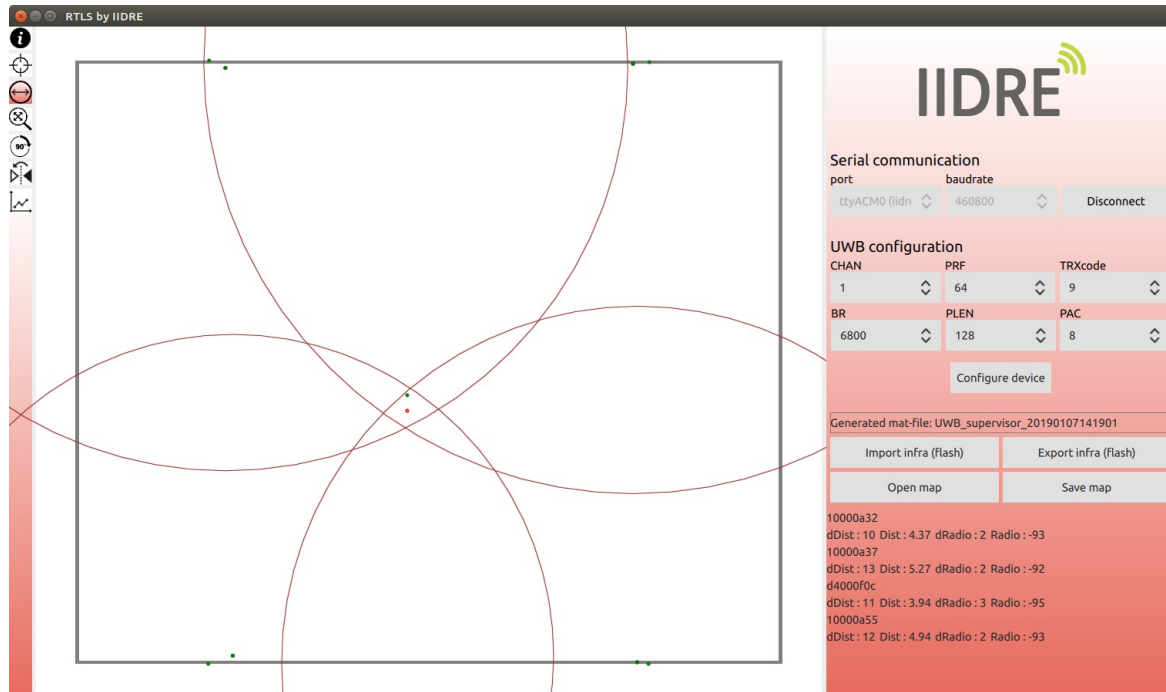 RTLS by IIDRE
i
90°
IIDRE
Serial communication
port baudrate
ttyACM0 (iidr 460800 Disconnect
UWB configuration
CHAN PRF TRXcode
1 64 9
BR PLEN PAC
6800 128 8
Configure device
Generated mat-file: UWB_supervisor_20190107141901
Import infra (flash) Export infra (flash)
Open map Save map
10000a32
dDist : 10 Dist : 4.37 dRadio : 2 Radio : -93
10000a37
dDist : 13 Dist : 5.27 dRadio : 2 Radio : -92
d4000f0c
dDist : 11 Dist : 3.94 dRadio : 3 Radio : -95
10000a55
dDist : 12 Dist : 4.94 dRadio : 2 Radio : -93